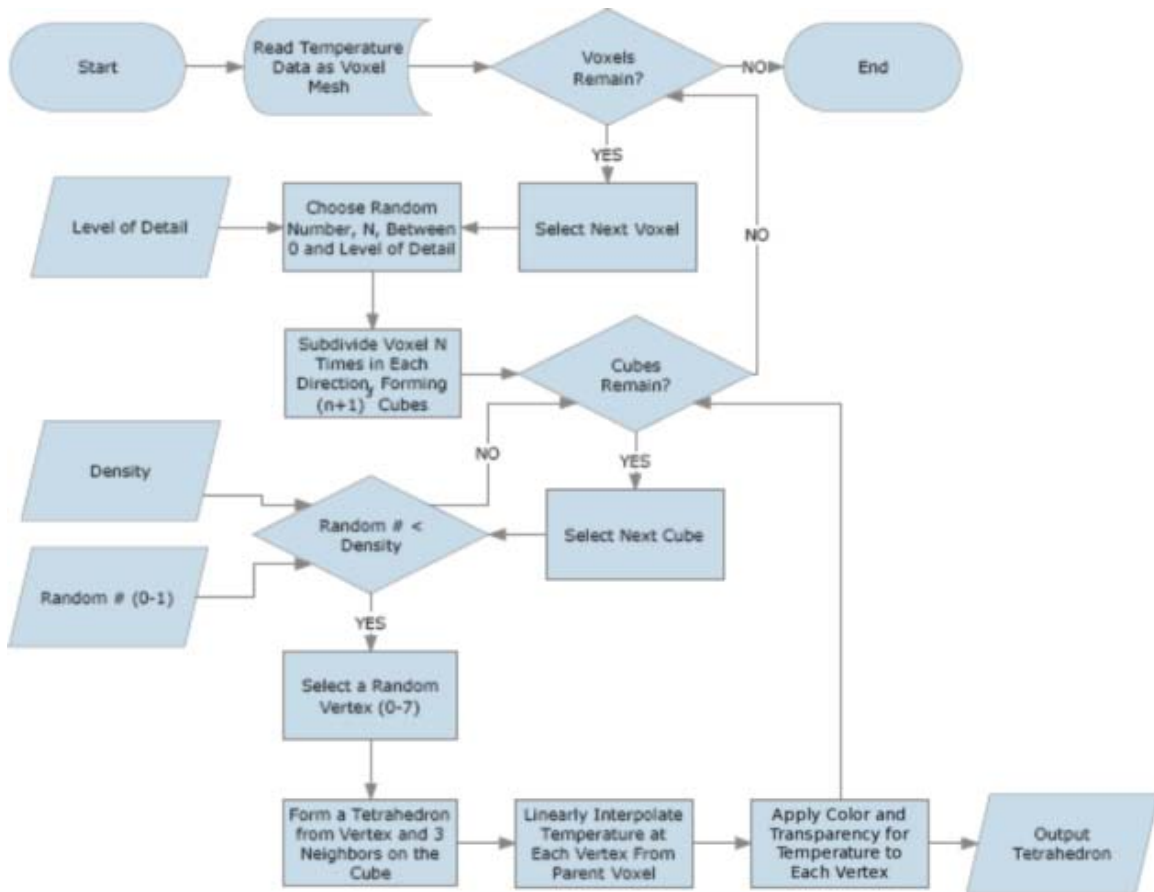 Start
Read Temperature
Data as Voxel
Mesh
Voxels
Remain?
NO
End
YES
Level of Detail
Choose Random
Number, N, Between
0 and Level of Detail
Select Next Voxel
NO
Subdivide Voxel N
Times in Each
Direction, Forming
(n+1)³ Cubes
Cubes
Remain?
NO
YES
Density
Random # <
Density
Select Next Cube
Random # (0-1)
YES
Select a Random
Vertex (0-7)
Form a Tetrahedron
from Vertex and 3
Neighbors on the
Cube
Linearly Interpolate
Temperature at
Each Vertex From
Parent Voxel
Apply Color and
Transparency for
Temperature to
Each Vertex
Output
Tetrahedron